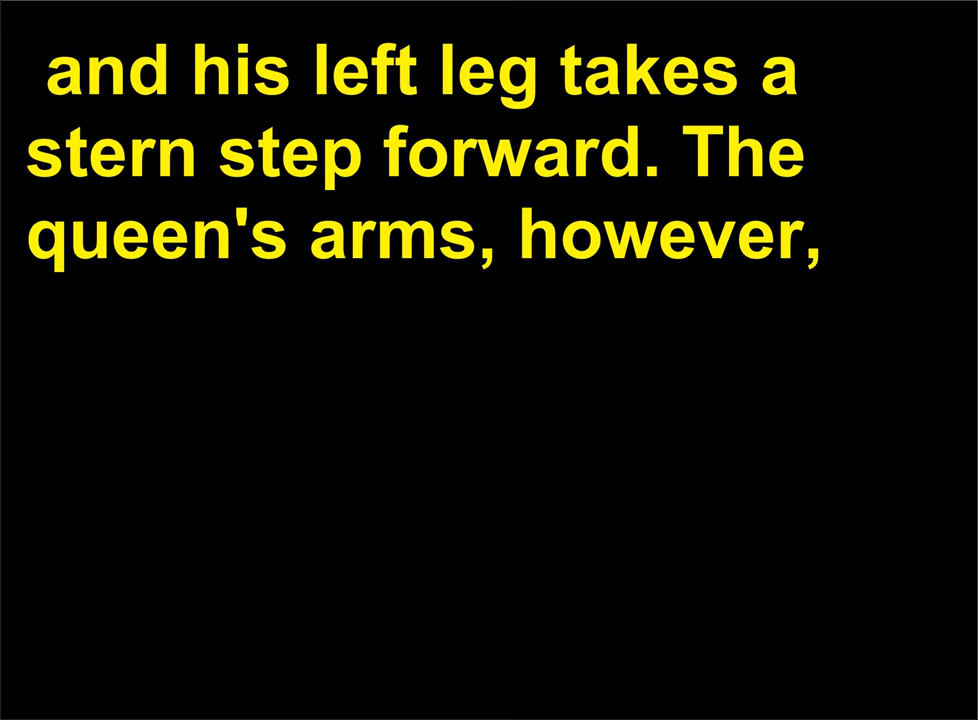 and his left leg takes a
stern step forward. The
queen's arms, however,